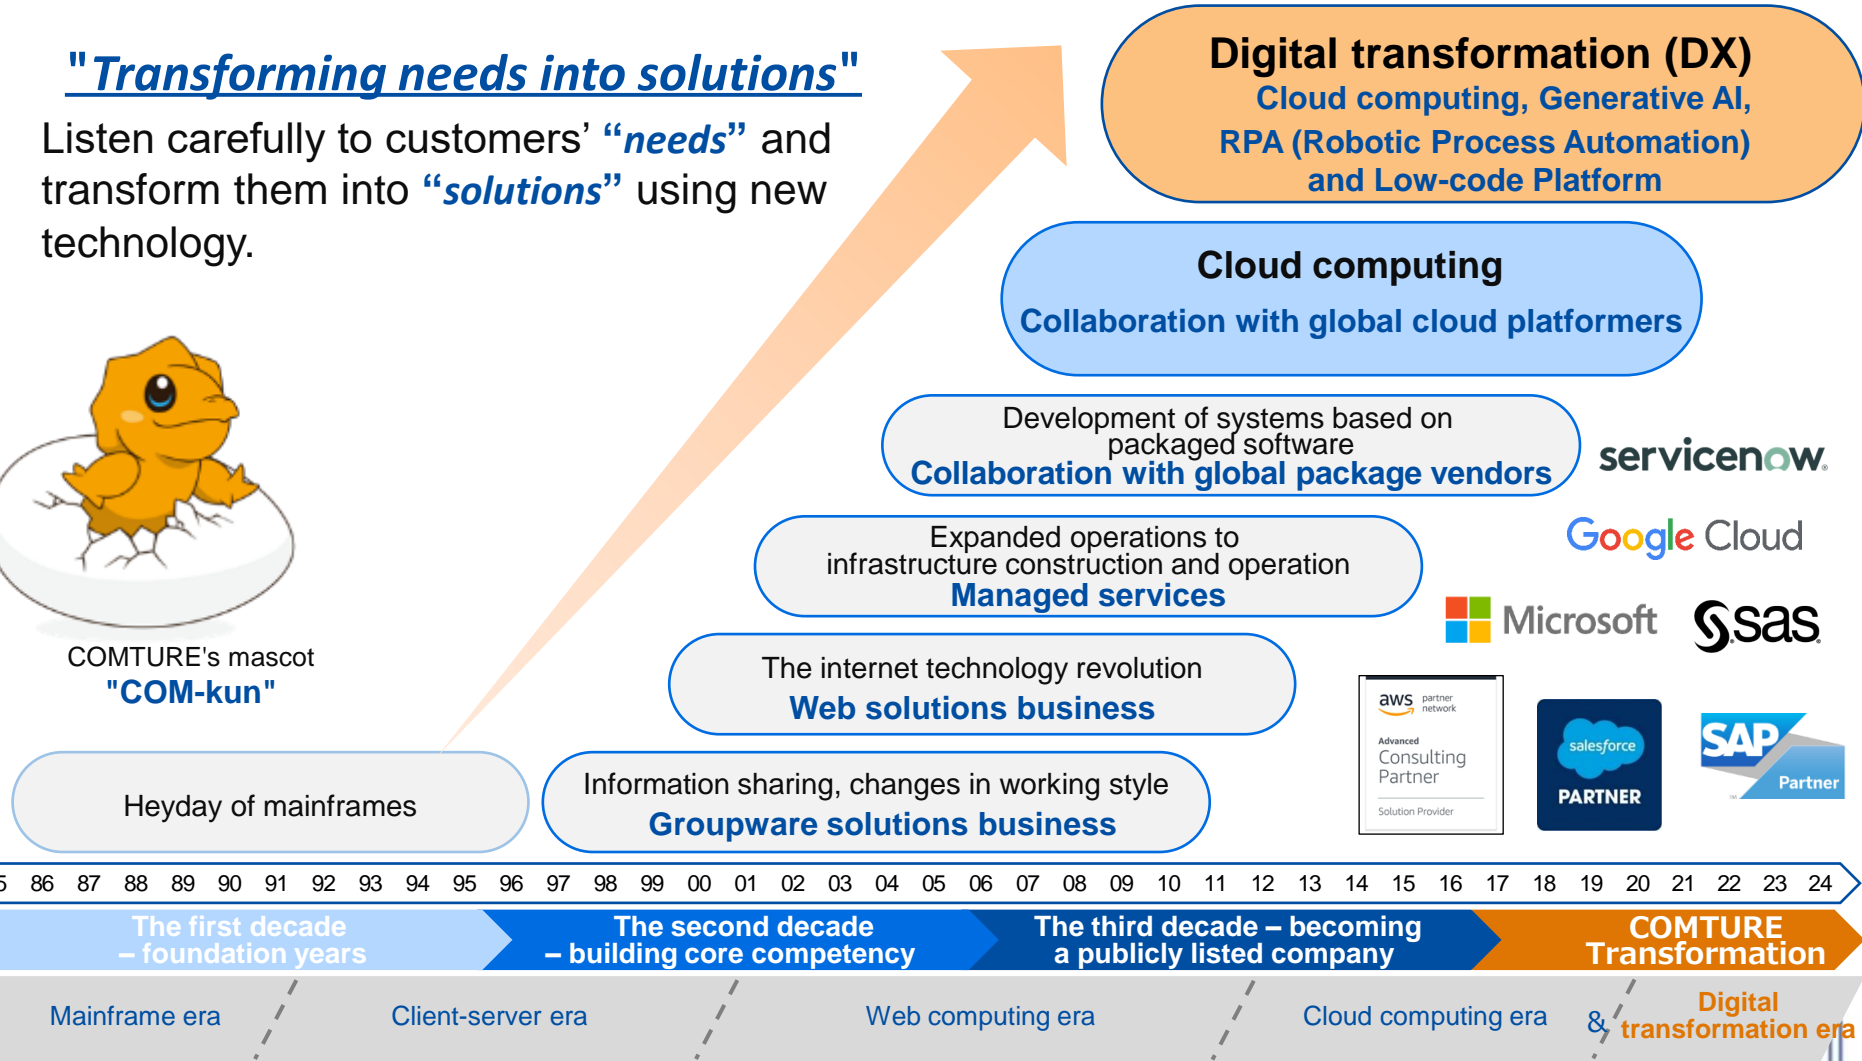 "Transforming needs into solutions"
Listen carefully to customers’ “needs” and
transform them into “solutions” using new
technology.
COMTURE's mascot
"COM-kun"
Digital transformation (DX)
Cloud computing, Generative AI,
RPA (Robotic Process Automation)
and Low-code Platform
Cloud computing
Collaboration with global cloud platformers
Development of systems based on
packaged software
Collaboration with global package vendors
Expanded operations to
infrastructure construction and operation
Managed services
The internet technology revolution
Web solutions business
Heyday of mainframes
Information sharing, changes in working style
Groupware solutions business
servicenow
Google Cloud
Microsoft
sas
aws partner
network
Advanced
Consulting
Partner
Solution Provider
salesforce
PARTNER
SAP
Partner
5 86 87 88 89 90 91 92 93 94 95 96 97 98 99 00 01 02 03 04 05 06 07 08 09 10 11 12 13 14 15 16 17 18 19 20 21 22 23 24
The first decade
– foundation years
The second decade
– building core competency
The third decade – becoming
a publicly listed company
COMTURE
Transformation
Mainframe era
Client-server era
Web computing era
Cloud computing era
&
Digital
transformation era